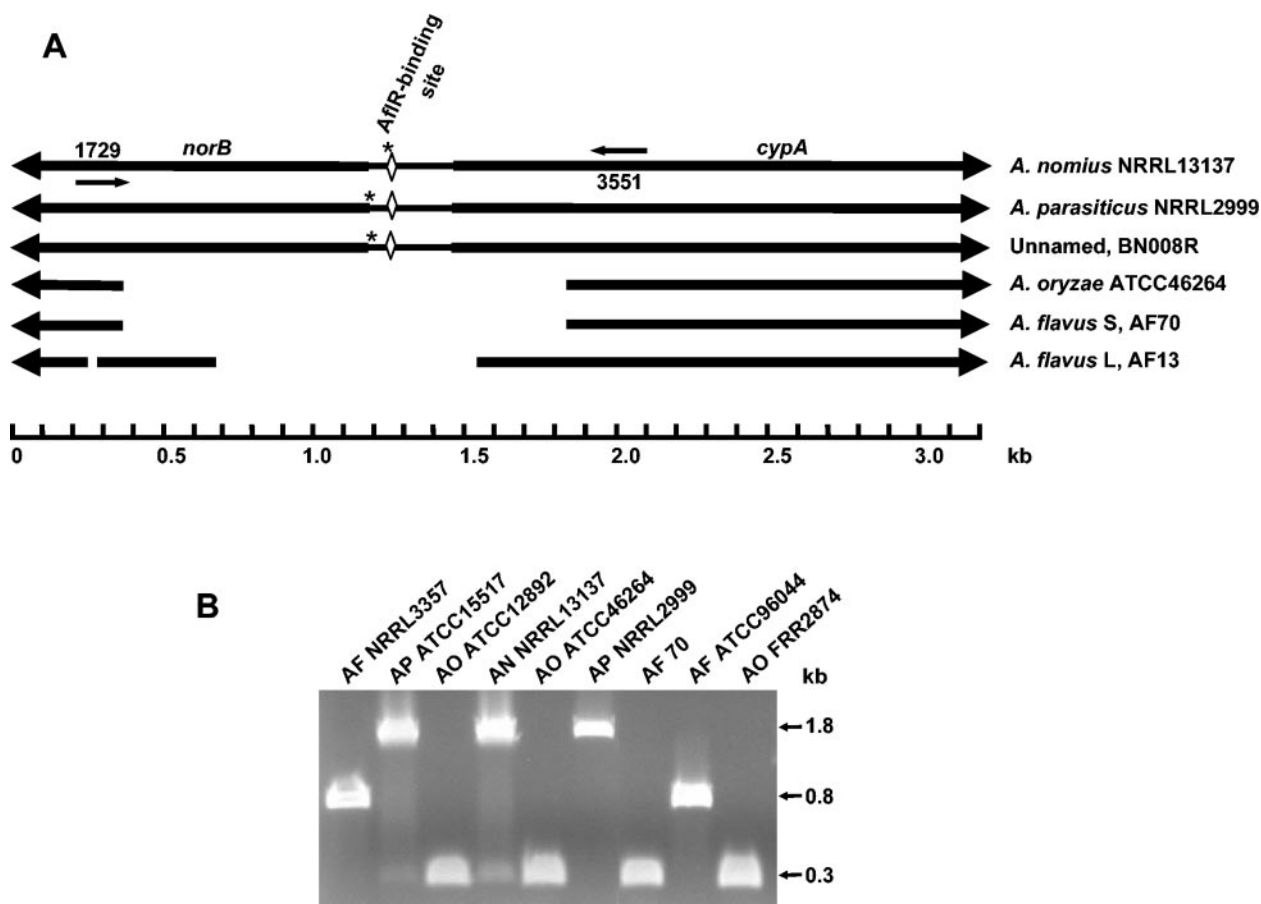 A
AflR-binding
site
*
1729
norB
cypA
3551
A. nomius NRRL13137
*
A. parasiticus NRRL2999
*
Unnamed, BN008R
A. oryzae ATCC46264
A. flavus S, AF70
A. flavus L, AF13
0 0.5 1.0 1.5 2.0 2.5 3.0 kb
B
AF NRRL3357
AP ATCC15517
AO ATCC12892
AN NRRL13137
AO ATCC46264
AP NRRL2999
AF 70
AF ATCC96044
AO FRR2874
kb
1.8
0.8
0.3